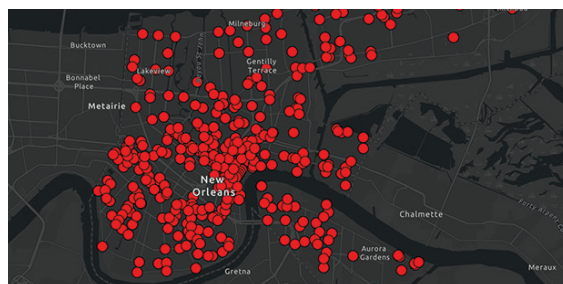 Milneburg
Bucktown
Lakeview
Gentilly
Terrace
Bonnabel
Place
Metairie
New
Orleans
Chalmette
Aurora
Gardens
Gretna
Meraux